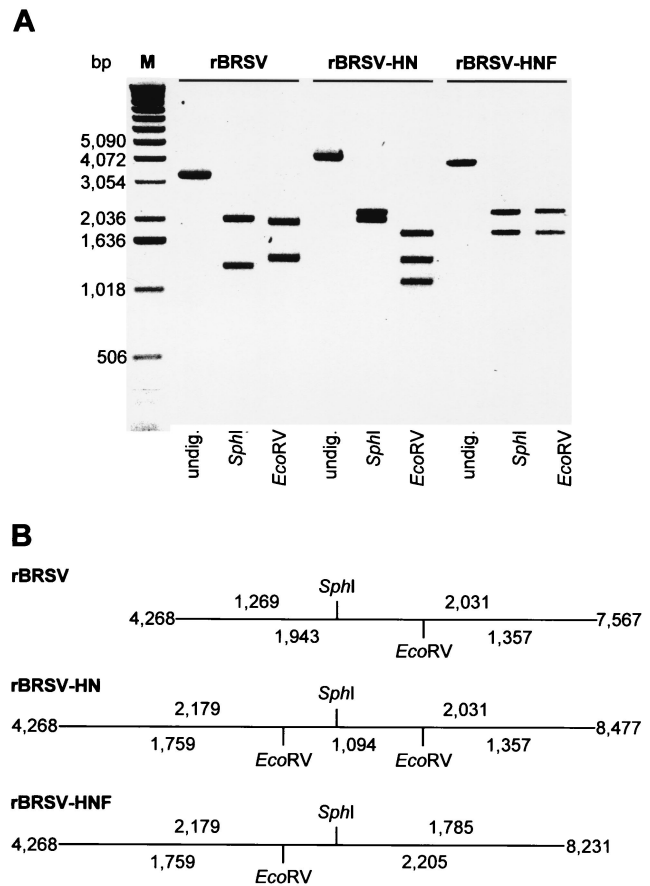 A
bp M rBRSV rBRSV-HN rBRSV-HNF
5,090
4,072
3,054
2,036
1,636
1,018
506
undig. SphI EcoRV undig. SphI EcoRV undig. SphI EcoRV
B
rBRSV
SphI
1,269 2,031
4,268 7,567
1,943 1,357
EcoRV
rBRSV-HN
SphI
2,179 2,031
4,268 8,477
1,759 1,094 1,357
EcoRV EcoRV
rBRSV-HNF
SphI
2,179 1,785
4,268 8,231
1,759 2,205
EcoRV